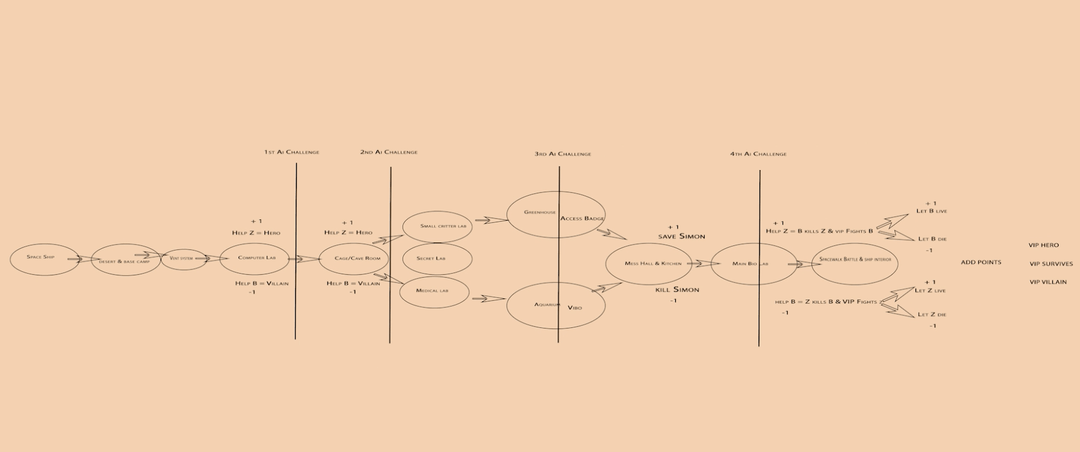 1st Ai Challenge
2nd Ai Challenge
3rd Ai Challenge
4th Ai Challenge
Space Ship
Desert & base camp
Computer Lab
+ 1
Help Z = Hero
Help B = Villain
-1
+ 1
Help Z = Hero
Cage/Cave Room
Help B = Villain
-1
Small critter lab
Secret Lab
Medical lab
Greenhouse
Access Badge
Aquarium
+ 1
save Simon
Mess Hall & Kitchen
kill Simon
-1
Main Big Lab
+ 1
Help Z = B kills Z & vip Fights B
Spacewalk Battle & ship interior
help B = Z kills B & VIP Fights
-1
+ 1
Let B live
Let B die
-1
+ 1
Let Z live
Let Z die
-1
ADD POINTS
VIP HERO
VIP SURVIVES
VIP VILLAIN